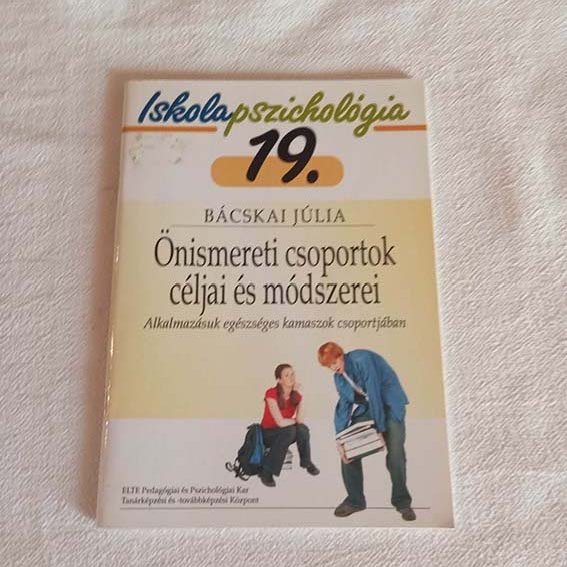 Iskolapszichológia
19.
BÁCSKAI JÚLIA
Önismereti csoportok
céljai és módszerei
Alkalmazásuk egészséges kamaszok csoportjában
ELTE Pedagógiai és Pszichológiai Kar
Tanárképzési és -továbbképzési Központ